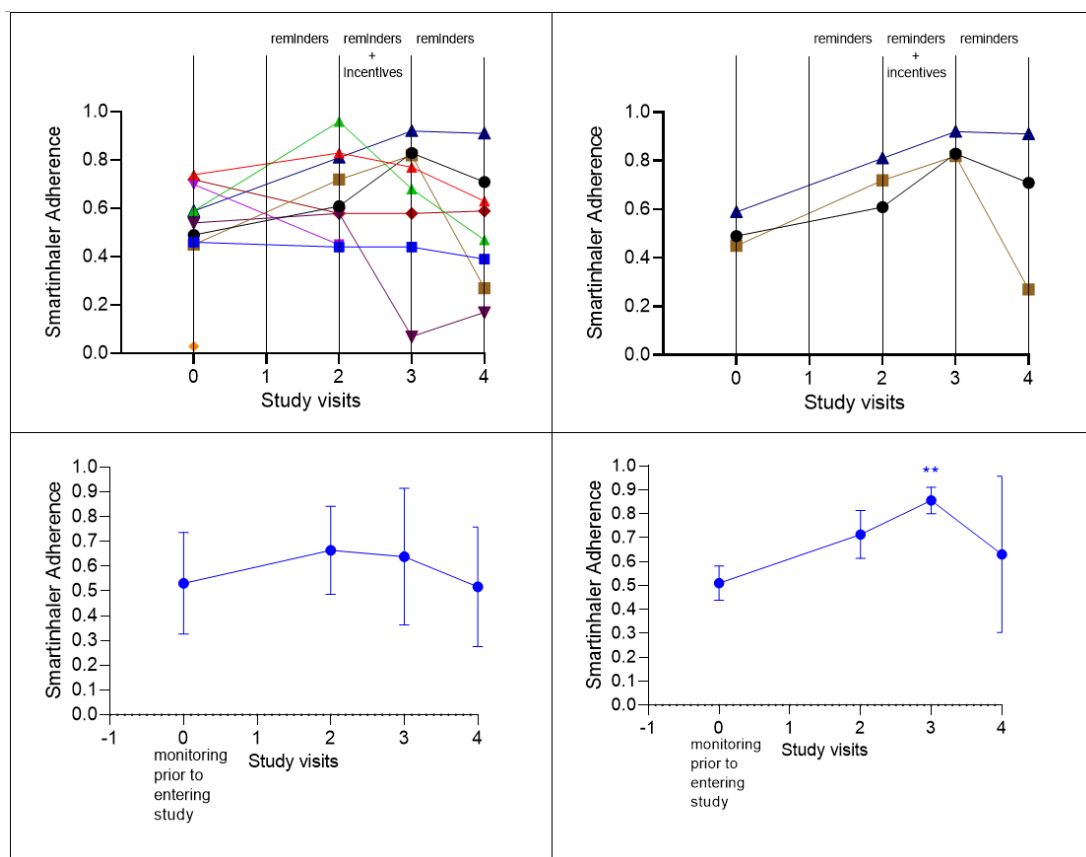 reminders reminders reminders
+
incentives
Smartinhaler Adherence
1.0
0.8
0.6
0.4
0.2
0.0
0 1 2 3 4
Study visits
reminders reminders reminders
+
incentives
Smartinhaler Adherence
1.0
0.8
0.6
0.4
0.2
0.0
0 1 2 3 4
Study visits
Smartinhaler Adherence
1.0
0.9
0.8
0.7
0.6
0.5
0.4
0.3
0.2
0.1
0.0
-1 0 1 2 3 4
monitoring
prior to
entering
study
Study visits
**
Smartinhaler Adherence
1.0
0.9
0.8
0.7
0.6
0.5
0.4
0.3
0.2
0.1
0.0
-1 0 1 2 3 4
monitoring
prior to
entering
study
Study visits